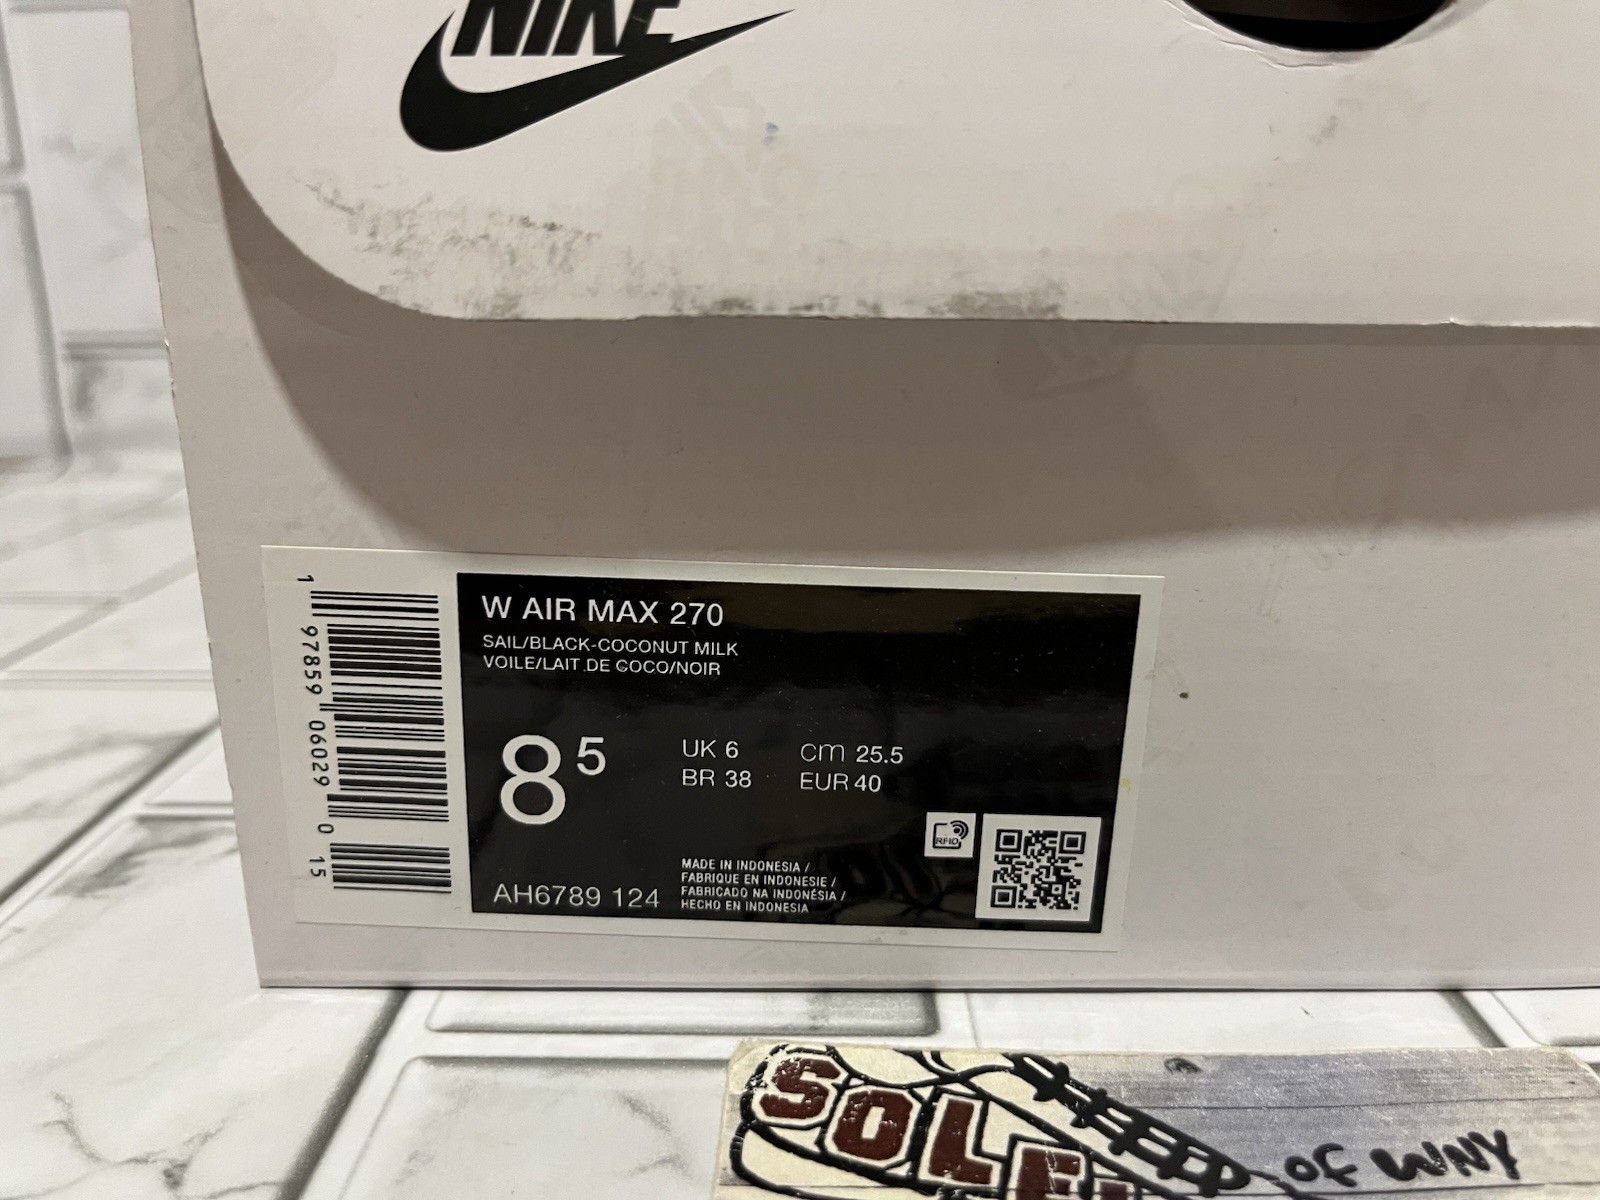 NIKE
W AIR MAX 270
SAIL/BLACK-COCONUT MILK
VOILE/LAIT DE COCO/NOIR
8 5
UK 6 cm 25.5
BR 38 EUR 40
RFID
MADE IN INDONESIA /
FABRIQUE EN INDONESIE /
FABRICADO NA INDONÉSIA /
HECHO EN INDONESIA
AH6789 124
1 97859 06029 0 15
SOLE
OF WNY